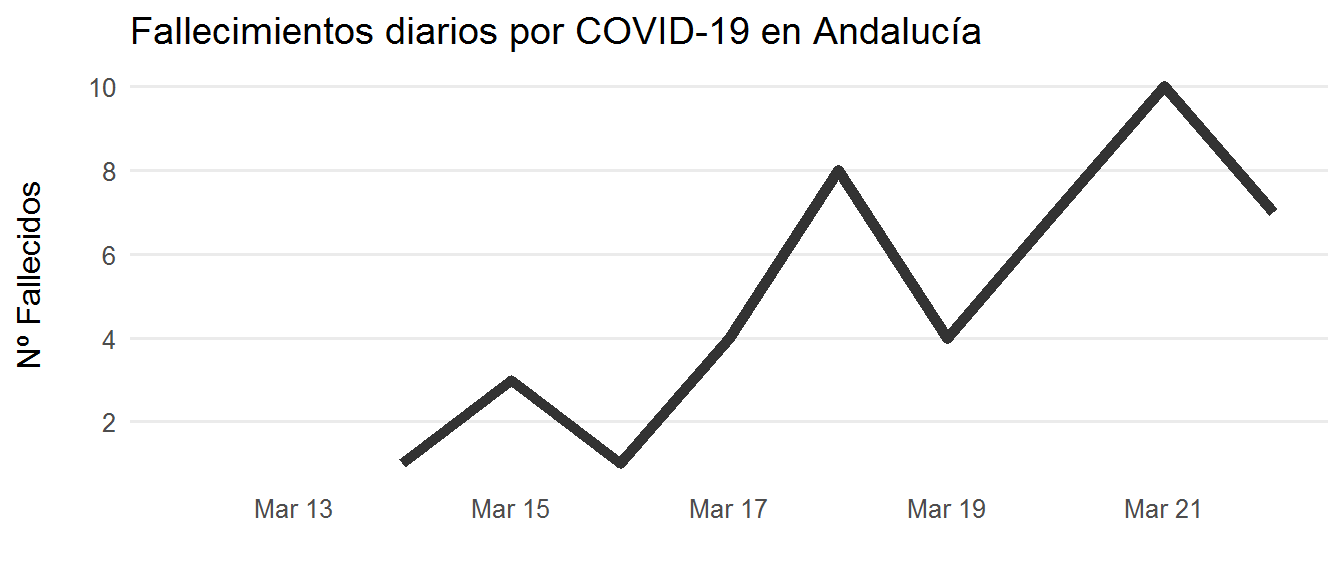 Fallecimientos diarios por COVID-19 en Andalucía
Nº Fallecidos
10
8
6
4
2
Mar 13
Mar 15
Mar 17
Mar 19
Mar 21